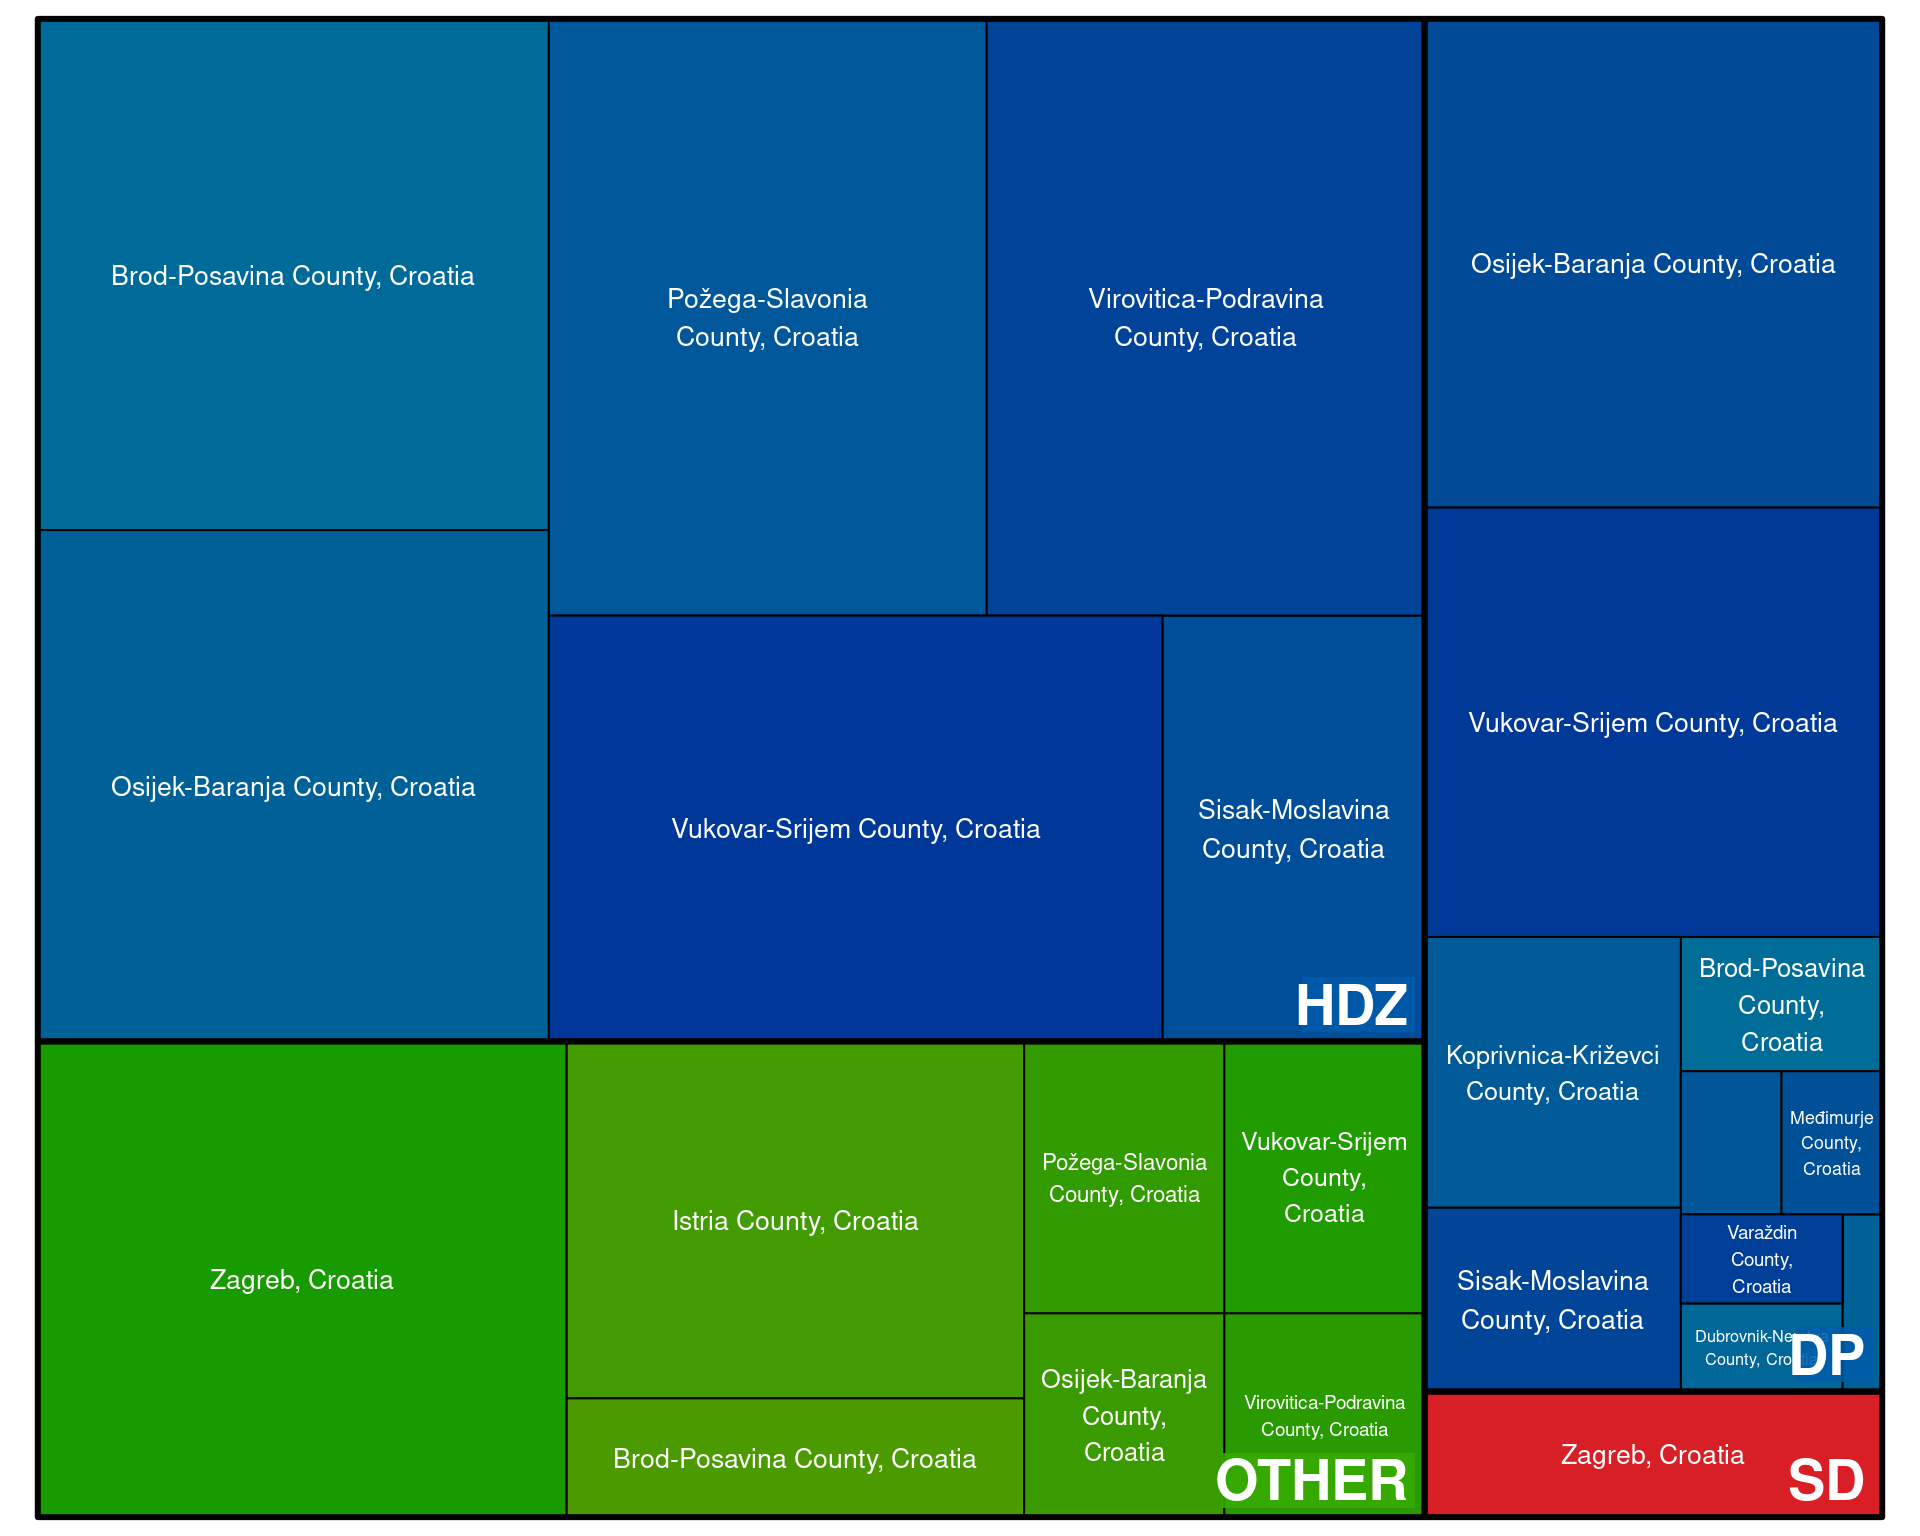 Brod-Posavina County, Croatia
Osijek-Baranja County, Croatia
Požega-Slavonia
County, Croatia
Virovitica-Podravina
County, Croatia
Vukovar-Srijem County, Croatia
Sisak-Moslavina
County, Croatia
HDZ
Osijek-Baranja County, Croatia
Vukovar-Srijem County, Croatia
Koprivnica-Križevci
County, Croatia
Brod-Posavina
County,
Croatia
Međimurje
County,
Croatia
Sisak-Moslavina
County, Croatia
Varaždin
County,
Croatia
County,
DP
Zagreb, Croatia
Istria County, Croatia
Brod-Posavina County, Croatia
Požega-Slavonia
County, Croatia
Vukovar-Srijem
County,
Croatia
Osijek-Baranja
County,
Croatia
Virovitica-Podravina
County, Croatia
OTHER
Zagreb, Croatia
SD